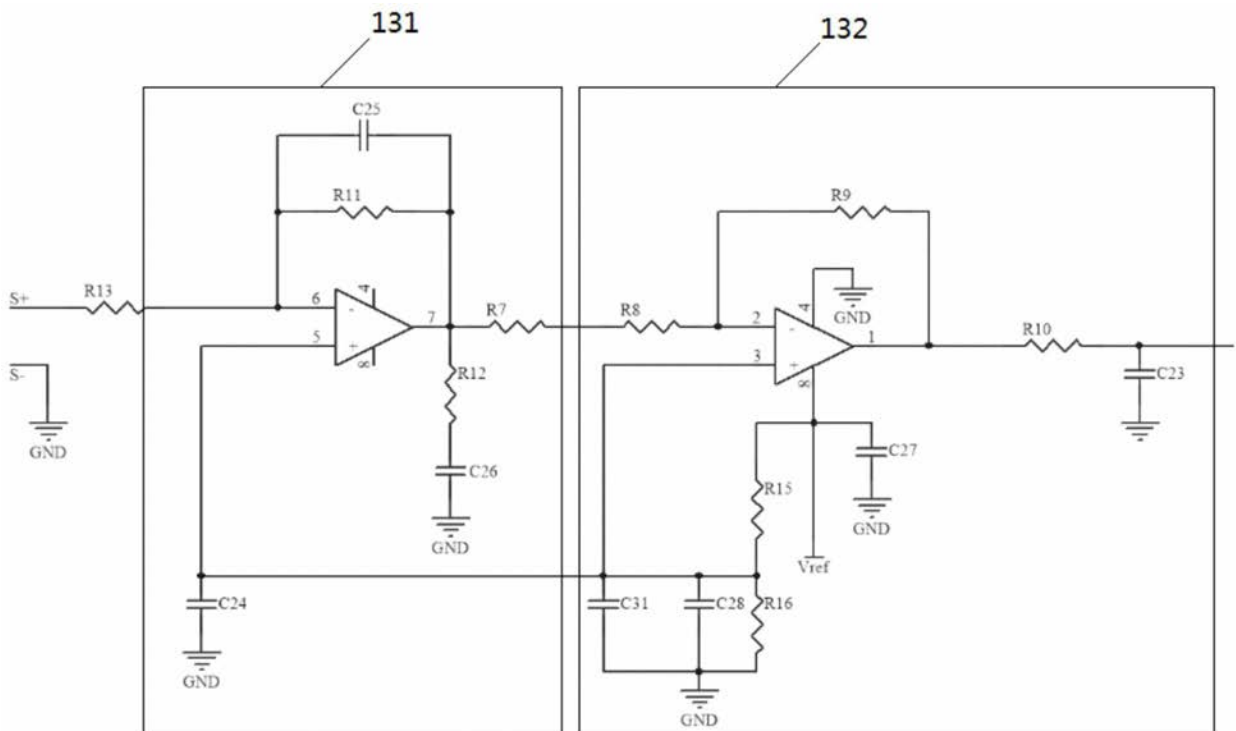 131
132
C25
R11
R9
S+
R13
6
-
4
7
R7
R8
2
-
4
GND
1
R10
5
+
8
3
+
8
R12
C23
S-
GND
C26
GND
R15
C27
GND
Vref
C24
GND
C31
C28
R16
GND